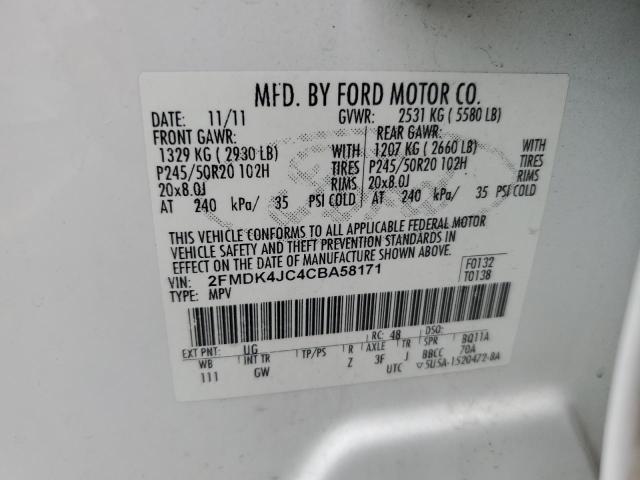 MFD. BY FORD MOTOR CO.
DATE: 11/11 GVWR: 2531 KG ( 5580 LB)
FRONT GAWR: REAR GAWR:
1329 KG ( 2930 LB) WITH 1207 KG ( 2660 LB) WITH
P245/50R20 102H TIRES P245/50R20 102H TIRES
20x8.0J RIMS 20x8.0J RIMS
AT 240 kPa/ 35 PSI COLD AT 240 kPa/ 35 PSI COLD
THIS VEHICLE CONFORMS TO ALL APPLICABLE FEDERAL MOTOR
VEHICLE SAFETY AND THEFT PREVENTION STANDARDS IN
EFFECT ON THE DATE OF MANUFACTURE SHOWN ABOVE.
VIN: 2FMDK4JC4CBA58171 F0132
TYPE: MPV T0138
EXT PNT: UG RC: 48 DSO:
WB INT TR TP/PS R AXLE TR SPR BQ11A
111 GW Z 3F J BBCC 70A
UTC ▽5USA-1520472-BA